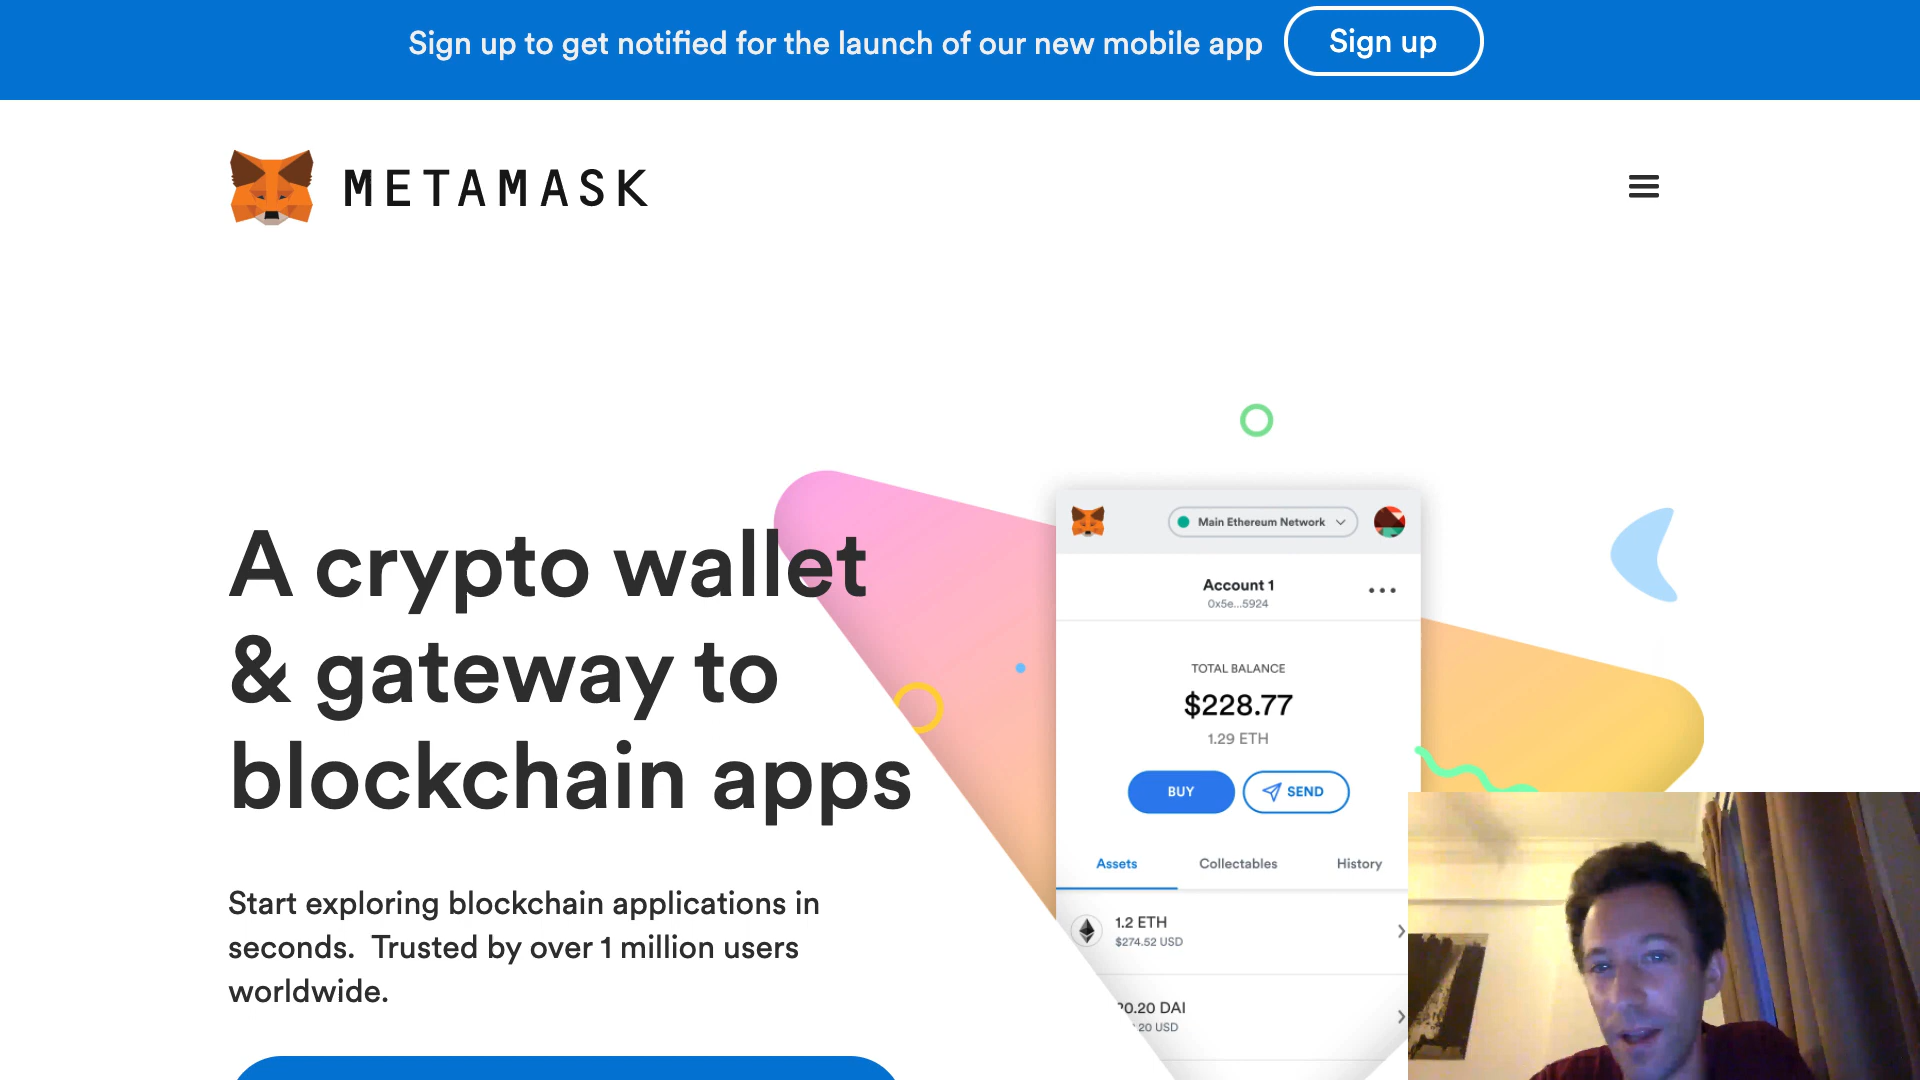 Sign up to get notified for the launch of our new mobile app
Sign up
METAMASK
A crypto wallet
& gateway to
blockchain apps
Start exploring blockchain applications in
seconds. Trusted by over 1 million users
worldwide.
Main Ethereum Network
Account 1
0x5e...5924
TOTAL BALANCE
$228.77
1.29 ETH
BUY
SEND
Assets
Collectables
History
1.2 ETH
$274.52 USD
0.20 DAI
20 USD